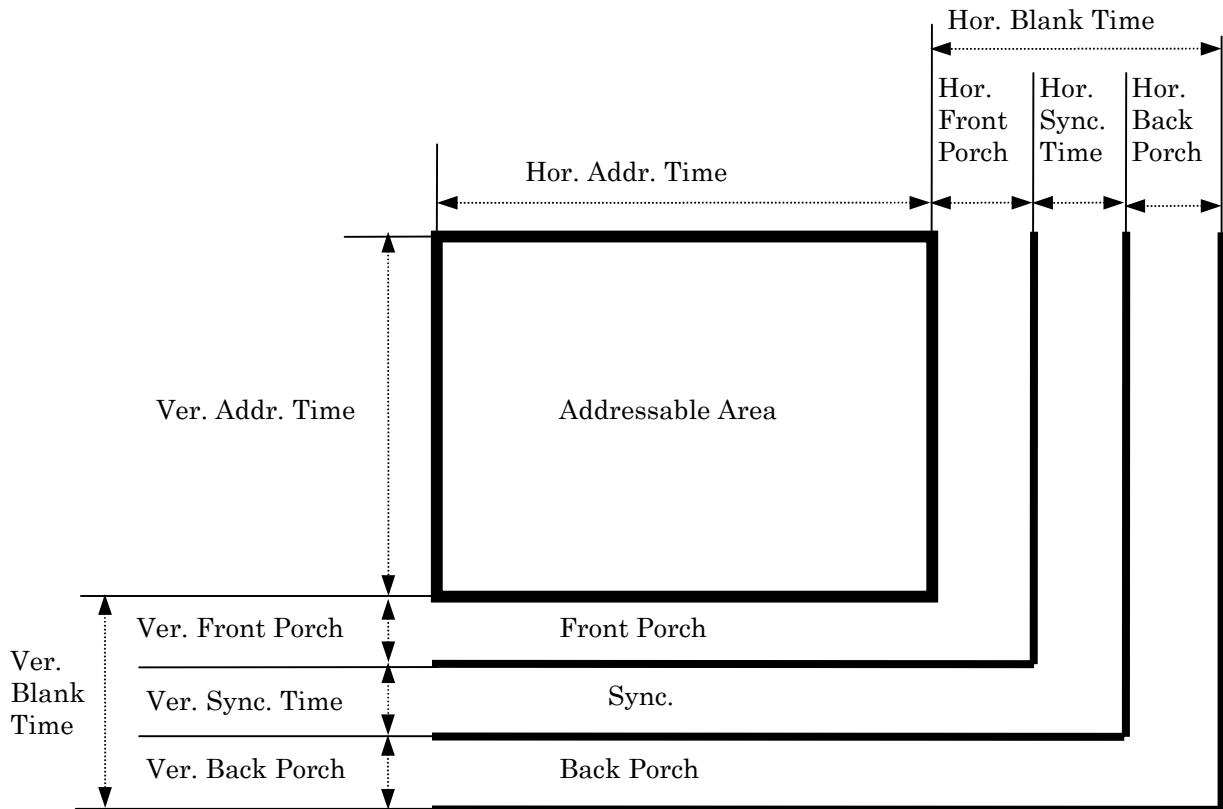 Hor. Blank Time
Hor.
Front
Porch
Hor.
Sync.
Time
Hor.
Back
Porch
Hor. Addr. Time
Ver. Addr. Time
Addressable Area
Ver. Front Porch
Front Porch
Ver.
Blank
Time
Ver. Sync. Time
Sync.
Ver. Back Porch
Back Porch